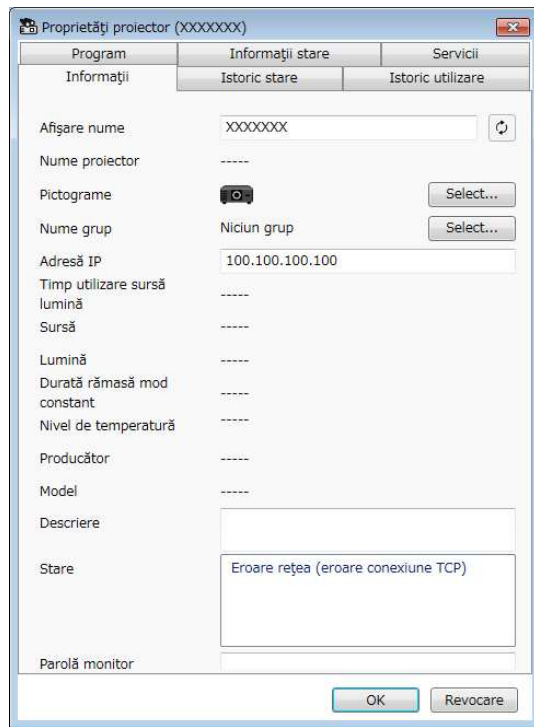 Proprietăți proiector (XXXXXXX)
Program Informații stare Servicii
Informații Istoric stare Istoric utilizare
Afișare nume XXXXXXX
Nume proiector -----
Pictograme Select...
Nume grup Niciun grup Select...
Adresă IP 100.100.100.100
Timp utilizare sursă
lumină -----
Sursă -----
Lumină -----
Durată rămasă mod
constant -----
Nivel de temperatură -----
Producător -----
Model -----
Descriere
Stare Eroare rețea (eroare conexiune TCP)
Parolă monitor
OK Revocare